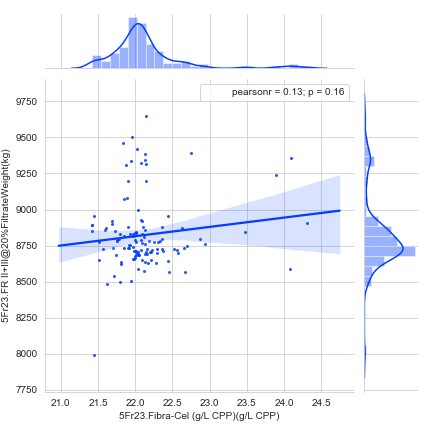 pearsonr = 0.13; p = 0.16
9750
9500
9250
9000
8750
8500
8250
8000
7750
21.0 21.5 22.0 22.5 23.0 23.5 24.0 24.5
5Fr23.Fibra-Cel (g/L CPP)(g/L CPP)
5Fr23.FR II+III@20%FiltrateWeight(kg)